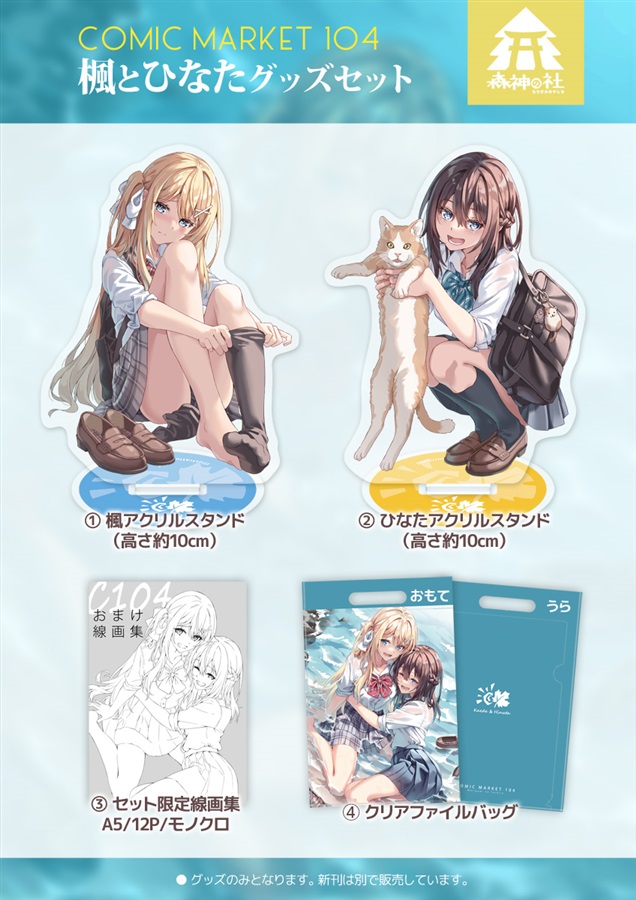 COMIC MARKET 104
楓とひなたグッズセット
森神の社
① 楓アクリルスタンド
(高さ約10cm)
② ひなたアクリルスタンド
(高さ約10cm)
C104
おまけ
線画集
おもて
うら
Kaede & Hinata
COMIC MARKET 104
③ セット限定線画集
A5/12P/モノクロ
④ クリアファイルバッグ
● グッズのみとなります。新刊は別で販売しています。